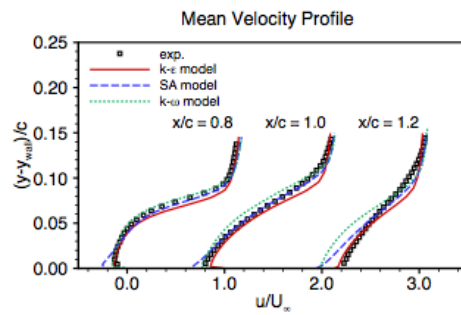 Mean Velocity Profile
0.25
0.20
0.15
0.10
0.05
0.00
(y-y_wall)/c
exp.
k-ε model
SA model
k-ω model
x/c = 0.8 x/c = 1.0 x/c = 1.2
0.0 1.0 2.0 3.0
u/U∞